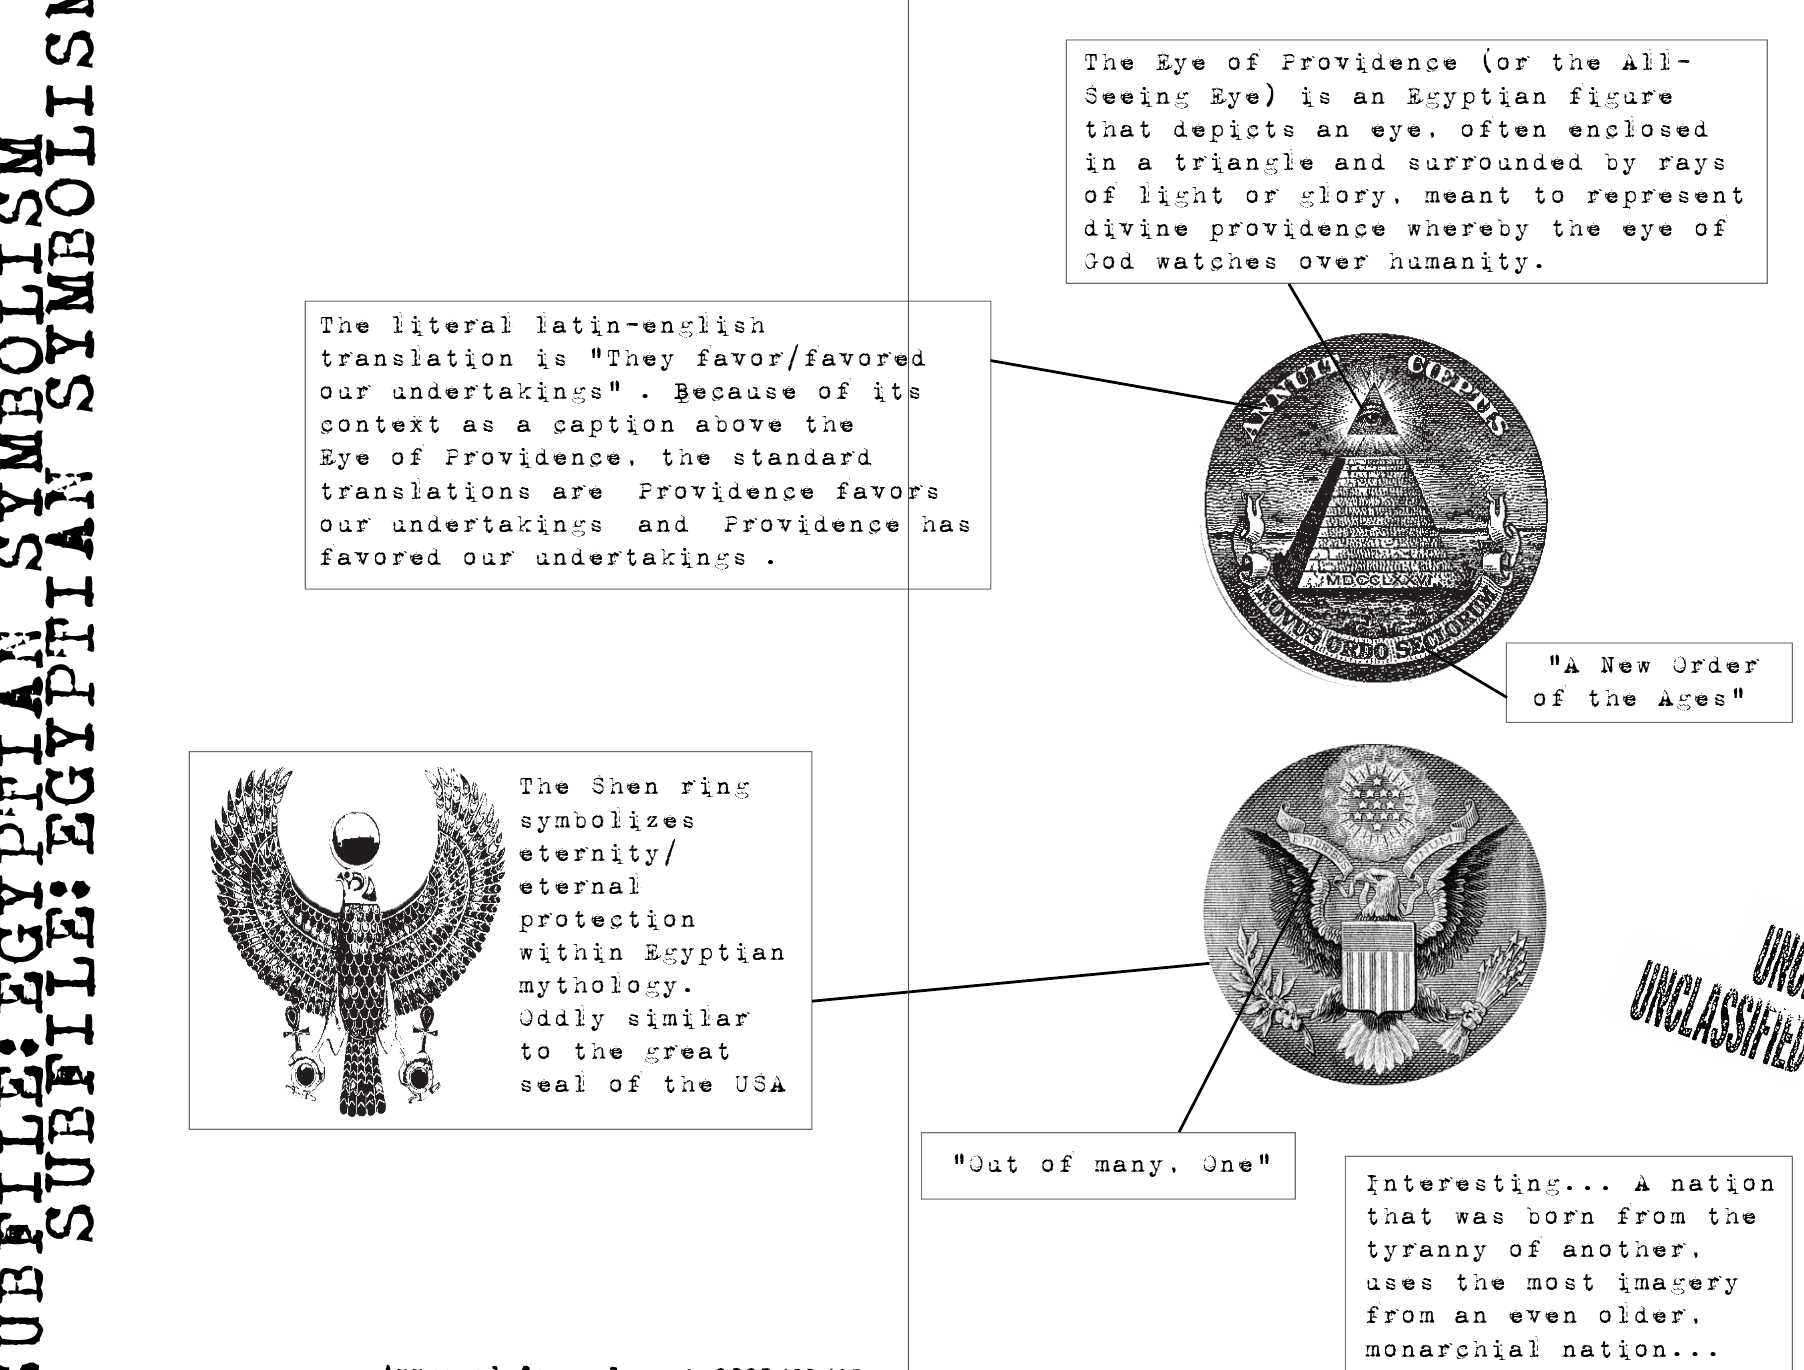 SUBFILE: EGYPTIAN SYMBOLISM
SUBFILE: EGYPTIAN SYMBOLISM
The Eye of Providence (or the All-
Seeing Eye) is an Egyptian figure
that depicts an eye, often enclosed
in a triangle and surrounded by rays
of light or glory, meant to represent
divine providence whereby the eye of
God watches over humanity.
The literal latin-english
translation is "They favor/favored
our undertakings" . Because of its
context as a caption above the
Eye of Providence, the standard
translations are Providence favors
our undertakings and Providence has
favored our undertakings .
ANNUIT CŒPTIS
MDCCLXXVI
NOVUS ORDO SECLORUM
"A New Order
of the Ages"
The Shen ring
symbolizes
eternity/
eternal
protection
within Egyptian
mythology.
Oddly similar
to the great
seal of the USA
E PLURIBUS UNUM
UNCLASSIFIED
"Out of many, One"
Interesting... A nation
that was born from the
tyranny of another,
uses the most imagery
from an even older,
monarchial nation...